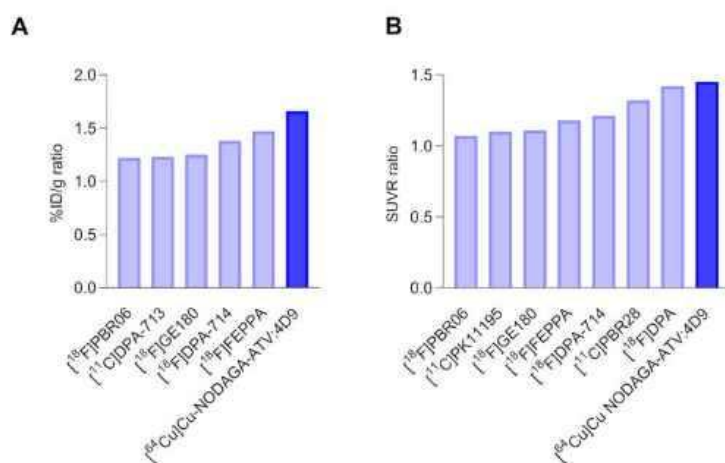 A
%ID/g ratio
2.0
1.5
1.0
0.5
0.0
[¹⁸F]PBR06
[¹¹C]DPA-713
[¹⁸F]GE180
[¹⁸F]DPA-714
[¹⁸F]FEPPA
[⁶⁴Cu]Cu-NODAGA-ATV:4D9
B
SUVR ratio
1.5
1.0
0.5
0.0
[¹⁸F]PBR06
[¹¹C]PK11195
[¹⁸F]GE180
[¹⁸F]FEPPA
[¹⁸F]DPA-714
[¹¹C]PBR28
[¹⁸F]DPA
[⁶⁴Cu]Cu NODAGA-ATV:4D9